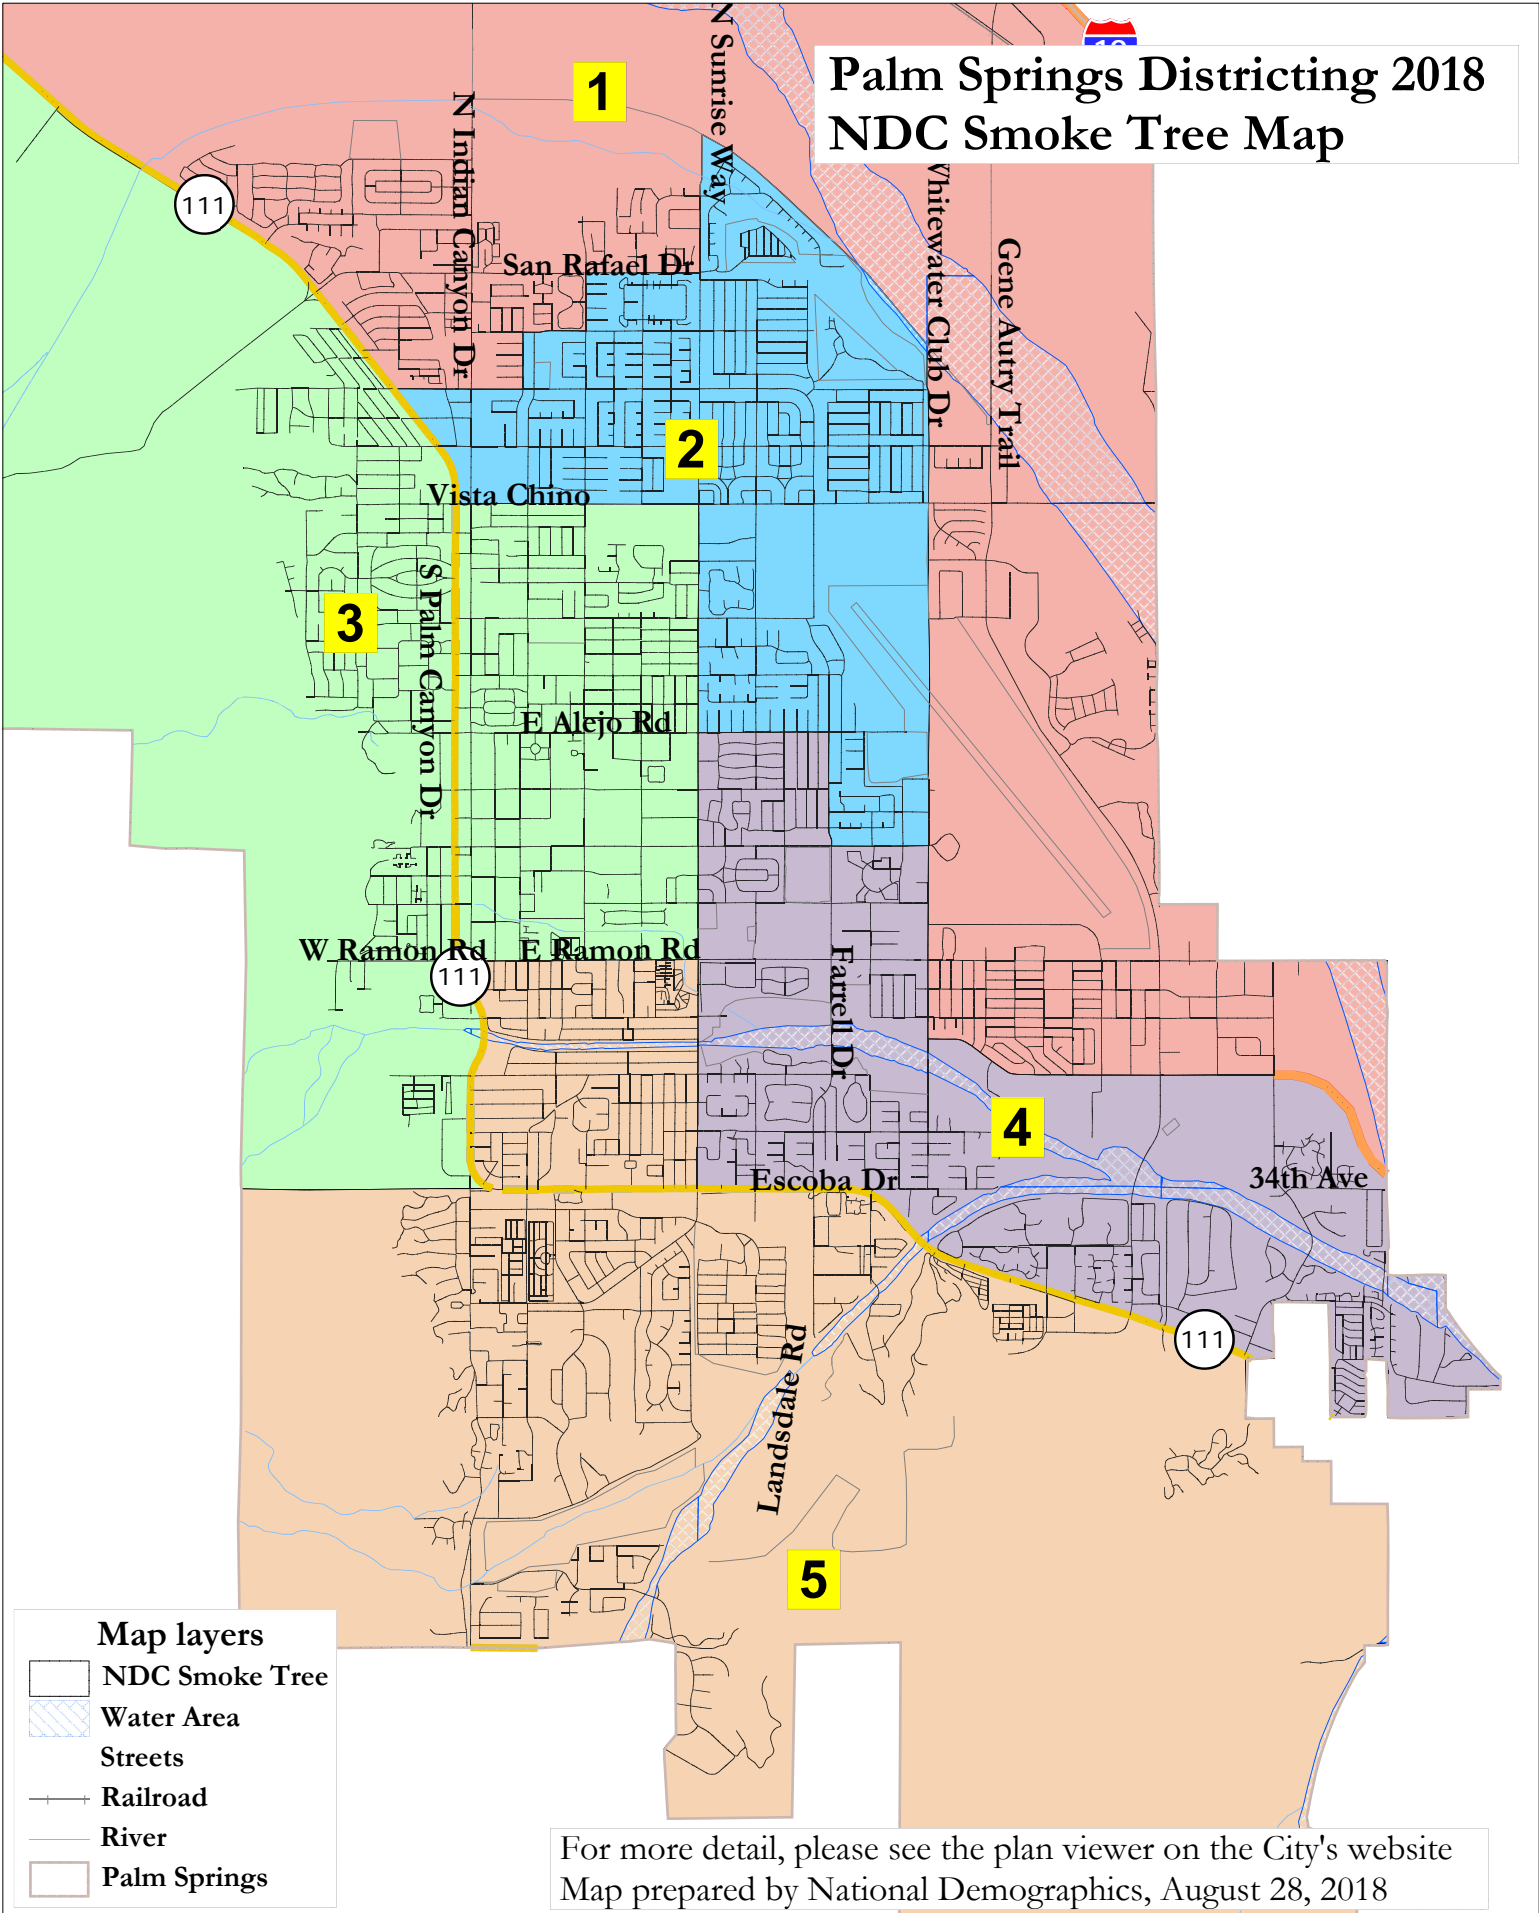 Palm Springs Districting 2018
NDC Smoke Tree Map
1
N Sunrise Way
N Indian Canyon Dr
111
Whitewater Club Dr
Gene Autry Trail
San Rafael Dr
2
Vista Chino
3
S Palm Canyon Dr
E Alejo Rd
W Ramon Rd
E Ramon Rd
111
Farrell Dr
4
Escoba Dr
34th Ave
111
Landsdale Rd
5
Map layers
NDC Smoke Tree
Water Area
Streets
Railroad
River
Palm Springs
For more detail, please see the plan viewer on the City's website
Map prepared by National Demographics, August 28, 2018